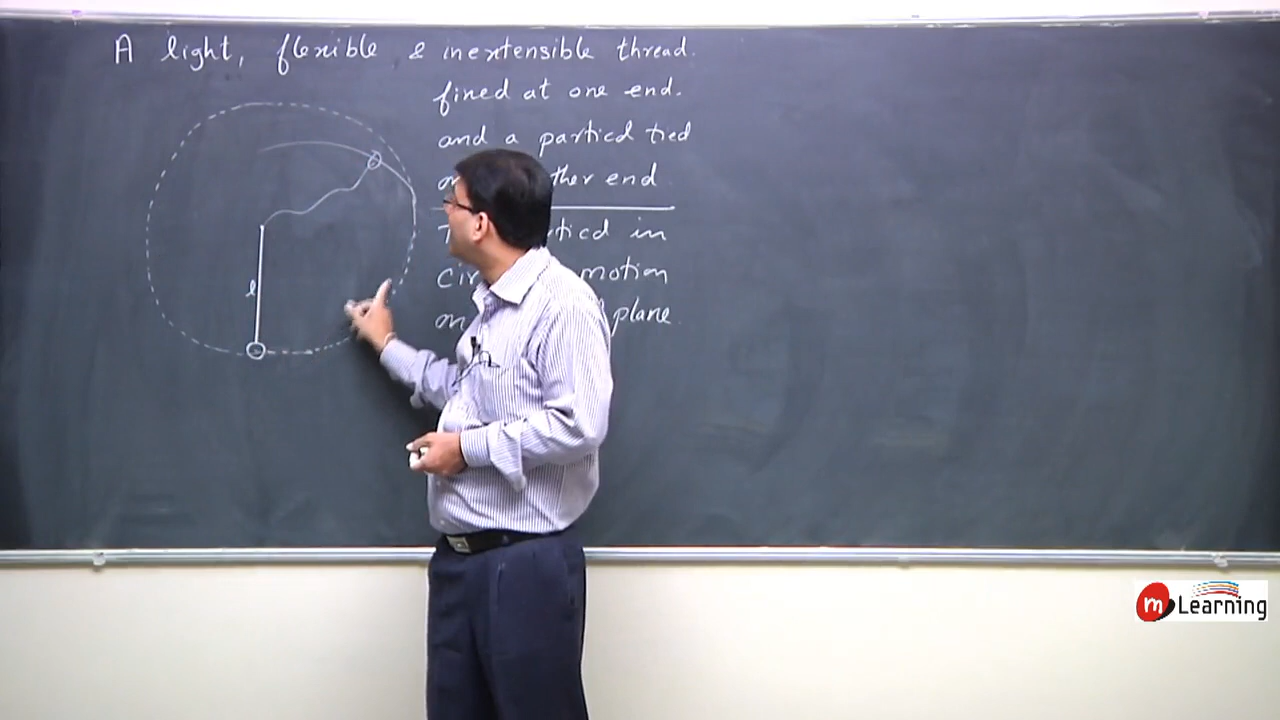 A light, flexible & inextensible thread.
fixed at one end.
and a particd tied
ther end
ticd in
l
motion
plane.
m Learning